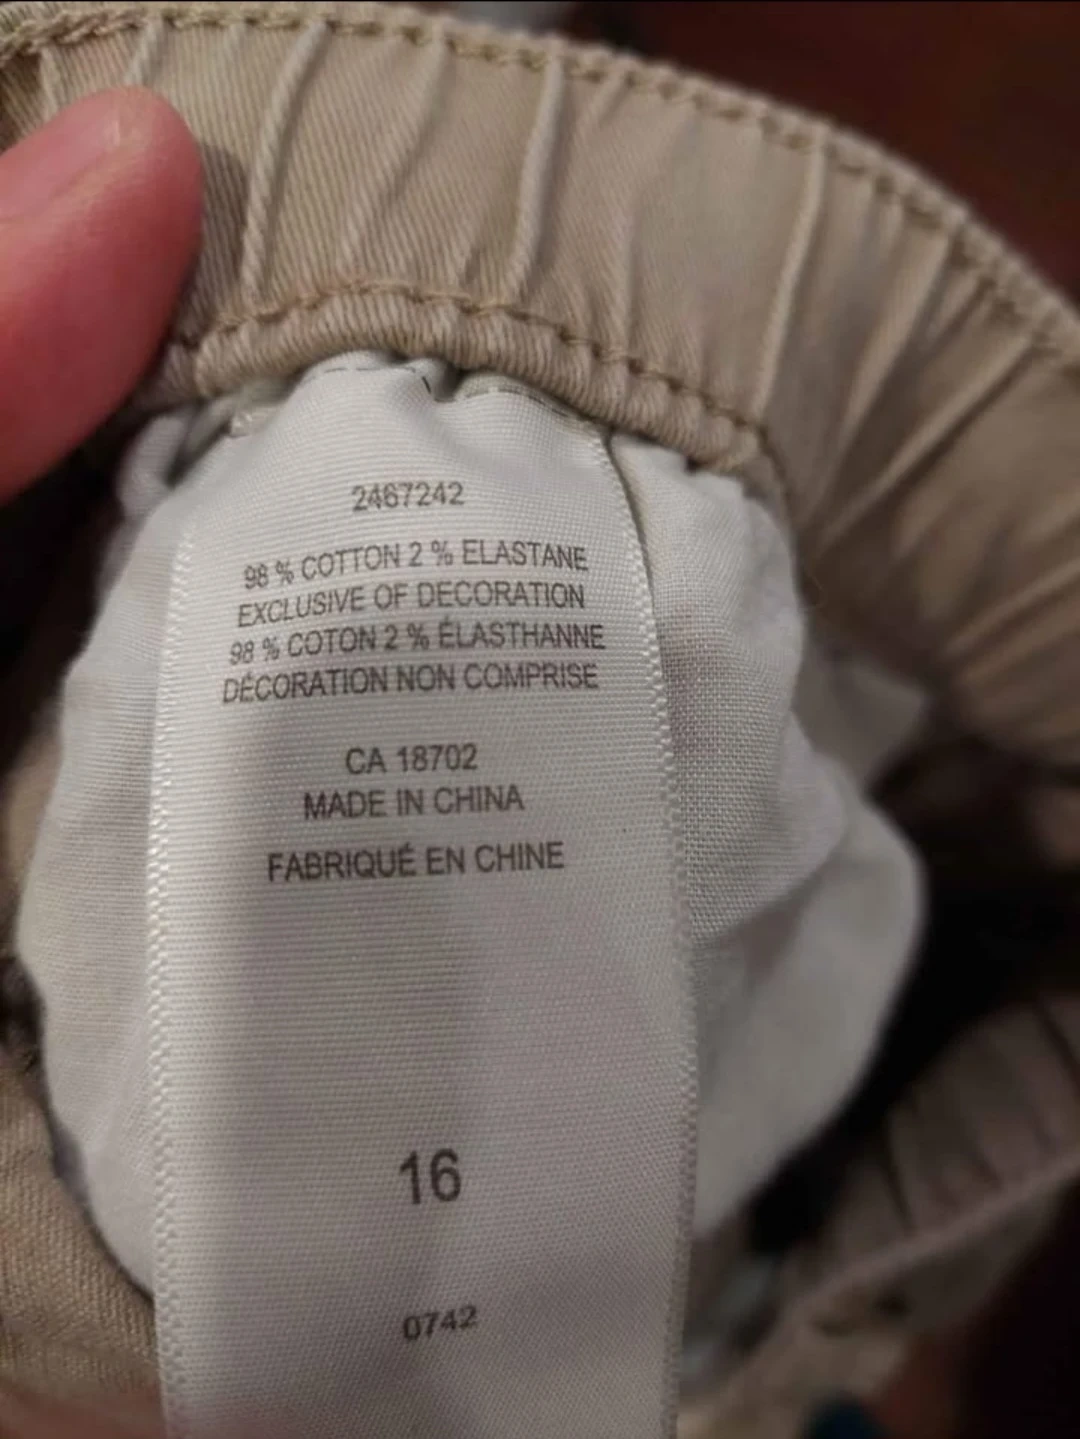 2467242
98 % COTTON 2 % ELASTANE
EXCLUSIVE OF DECORATION
98 % COTON 2 % ÉLASTHANNE
DÉCORATION NON COMPRISE
CA 18702
MADE IN CHINA
FABRIQUÉ EN CHINE
16
0742